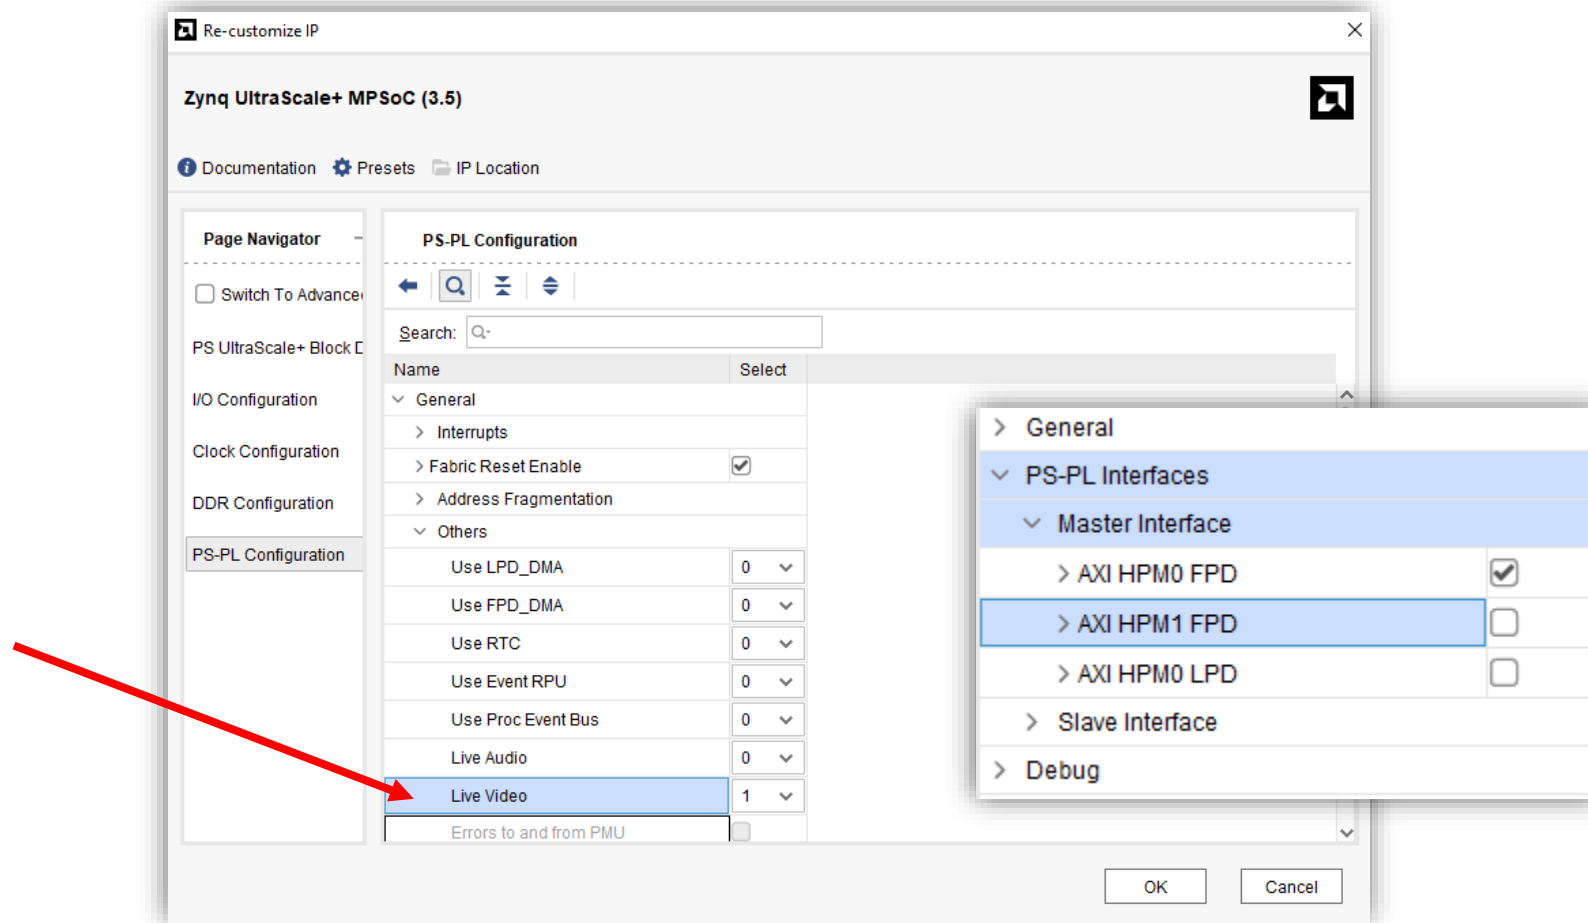 Re-customize IP
Zynq UltraScale+ MPSoC (3.5)
Documentation Presets IP Location
Page Navigator
Switch To Advance
PS UltraScale+ Block D
I/O Configuration
Clock Configuration
DDR Configuration
PS-PL Configuration
PS-PL Configuration
Search:
Name Select
General
Interrupts
Fabric Reset Enable
Address Fragmentation
Others
Use LPD_DMA 0
Use FPD_DMA 0
Use RTC 0
Use Event RPU 0
Use Proc Event Bus 0
Live Audio 0
Live Video 1
Errors to and from PMU
General
PS-PL Interfaces
Master Interface
AXI HPM0 FPD
AXI HPM1 FPD
AXI HPM0 LPD
Slave Interface
Debug
OK Cancel